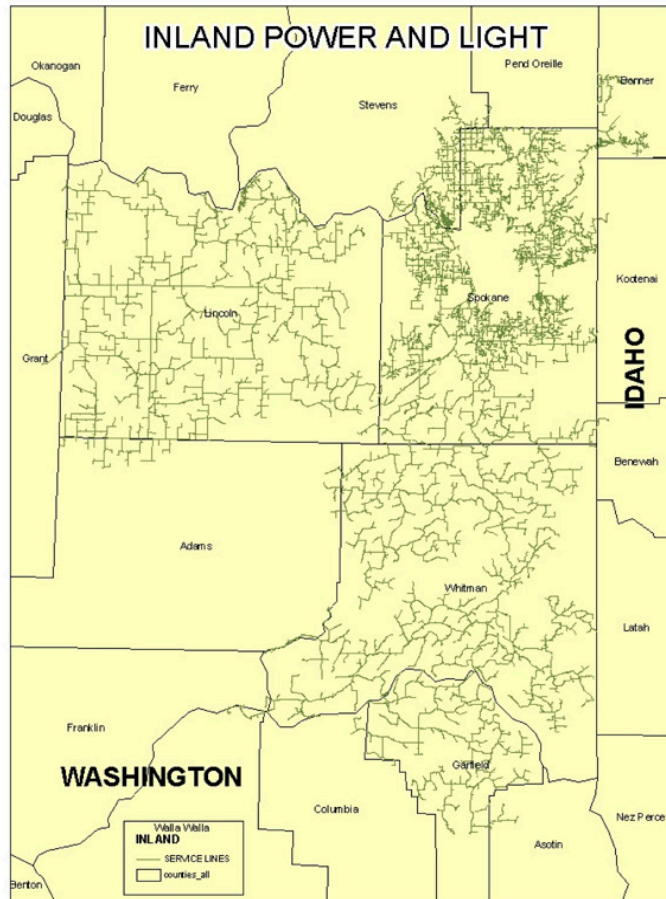 INLAND POWER AND LIGHT
Okanogan
Pend Oreille
Bonner
Ferry
Stevens
Douglas
Kootenai
Spokane
Lincoln
Grant
IDAHO
Benewah
Adams
Whitman
Latah
Franklin
Garfield
WASHINGTON
Columbia
Nez Perce
Walla Walla
INLAND
SERVICE LINES
counties_all
Asotin
Benton